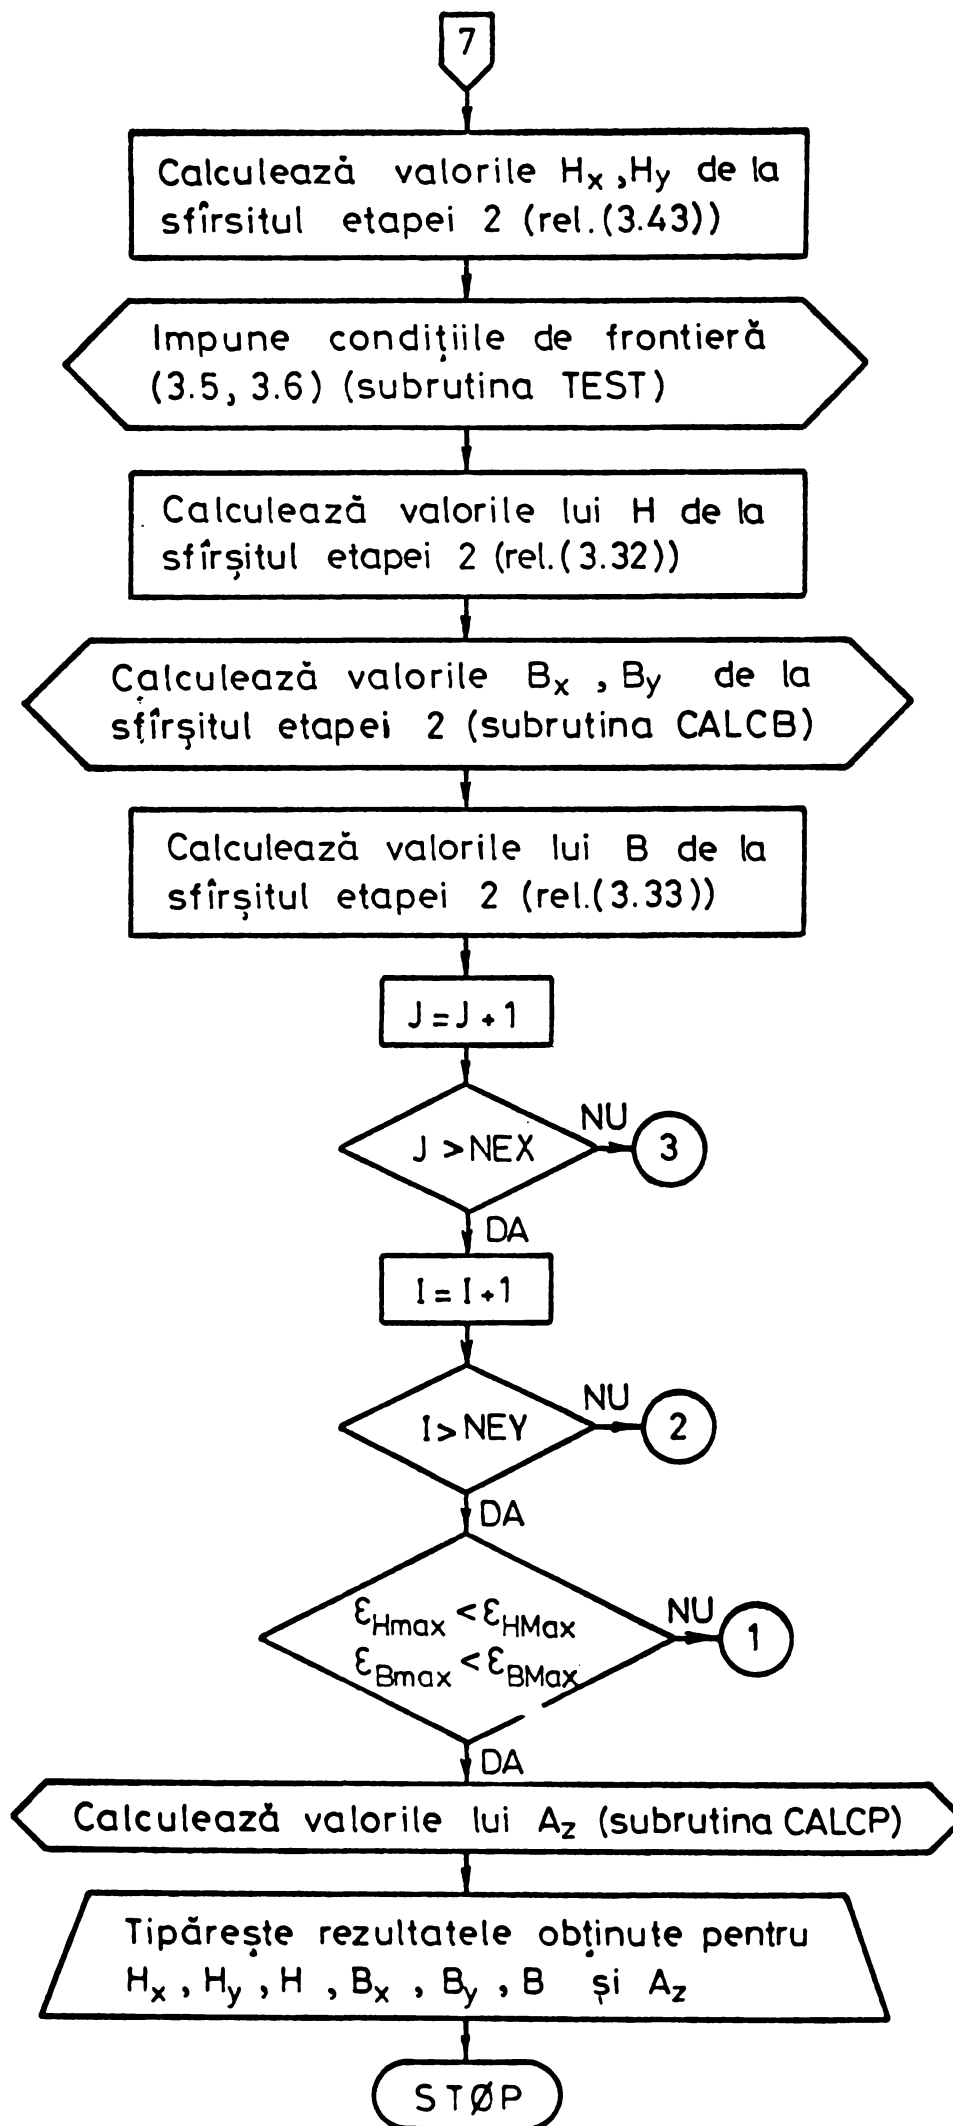 7
Calculează valorile Hx ,Hy de la
sfîrsitul etapei 2 (rel.(3.43))
Impune condițiile de frontieră
(3.5, 3.6) (subrutina TEST)
Calculează valorile lui H de la
sfîrșitul etapei 2 (rel.(3.32))
Calculează valorile Bx , By de la
sfîrșitul etapei 2 (subrutina CALCB)
Calculează valorile lui B de la
sfîrșitul etapei 2 (rel.(3.33))
J = J + 1
J > NEX
NU
3
DA
I = I + 1
I > NEY
NU
2
DA
εHmax < εHMax
εBmax < εBMax
NU
1
DA
Calculează valorile lui Az (subrutina CALCP)
Tipărește rezultatele obținute pentru
Hx , Hy , H , Bx , By , B și Az
STØP